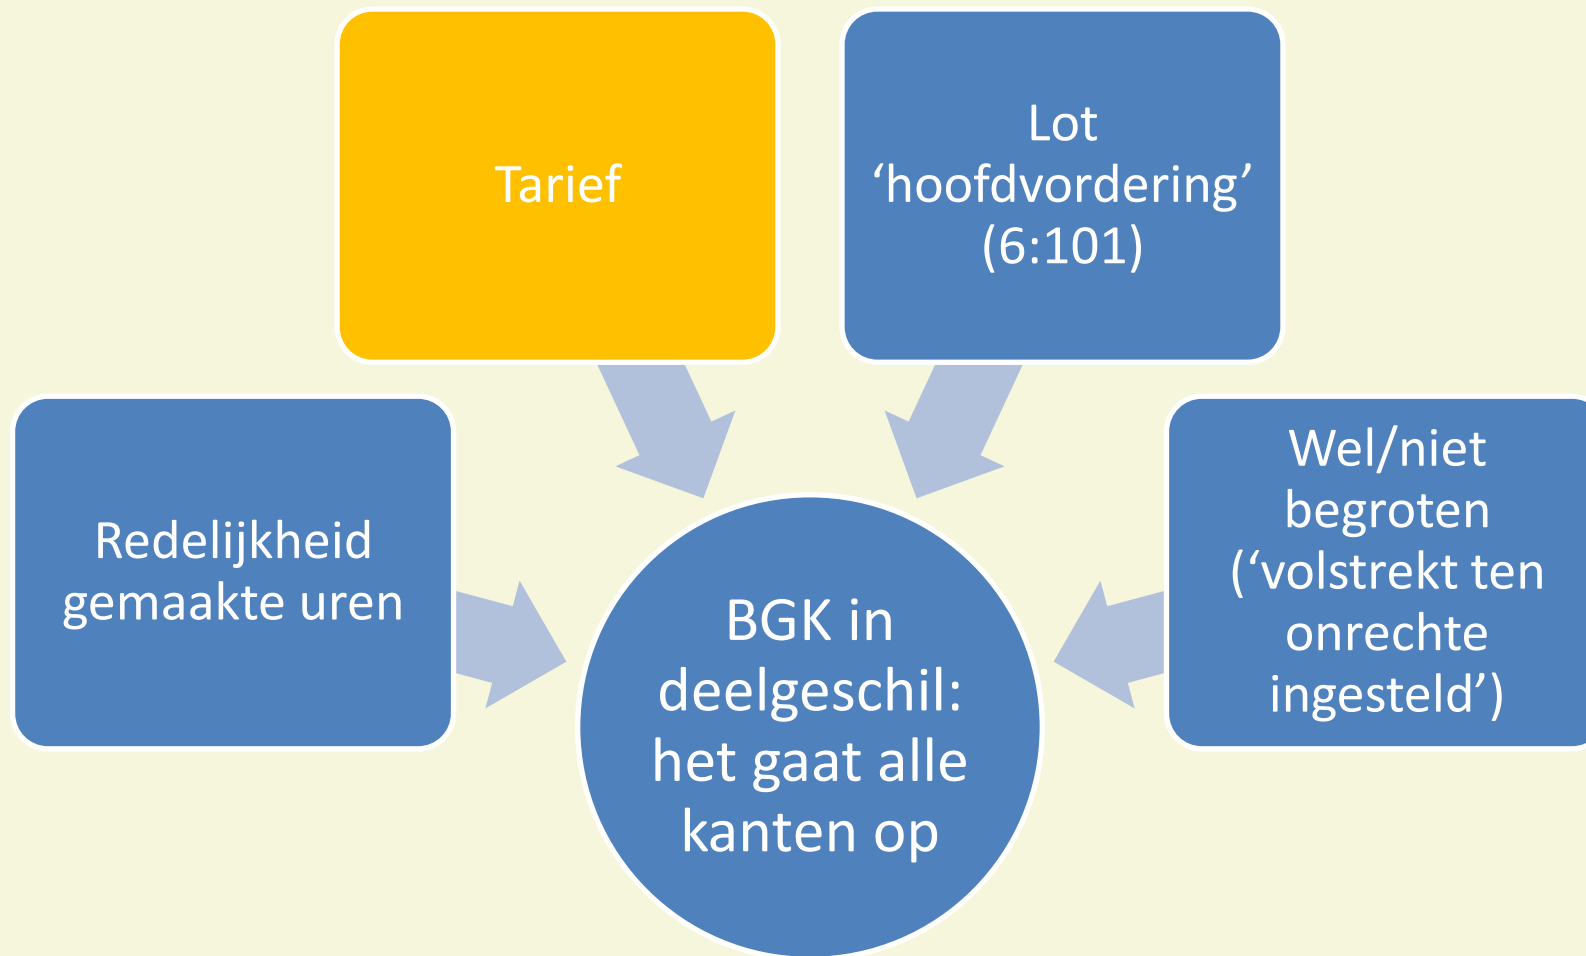 Tarief
Lot
‘hoofdvordering’
(6:101)
Redelijkheid
gemaakte uren
Wel/niet
begroten
(‘volstrekt ten
onrechte
ingesteld’)
BGK in
deelgeschil:
het gaat alle
kanten op